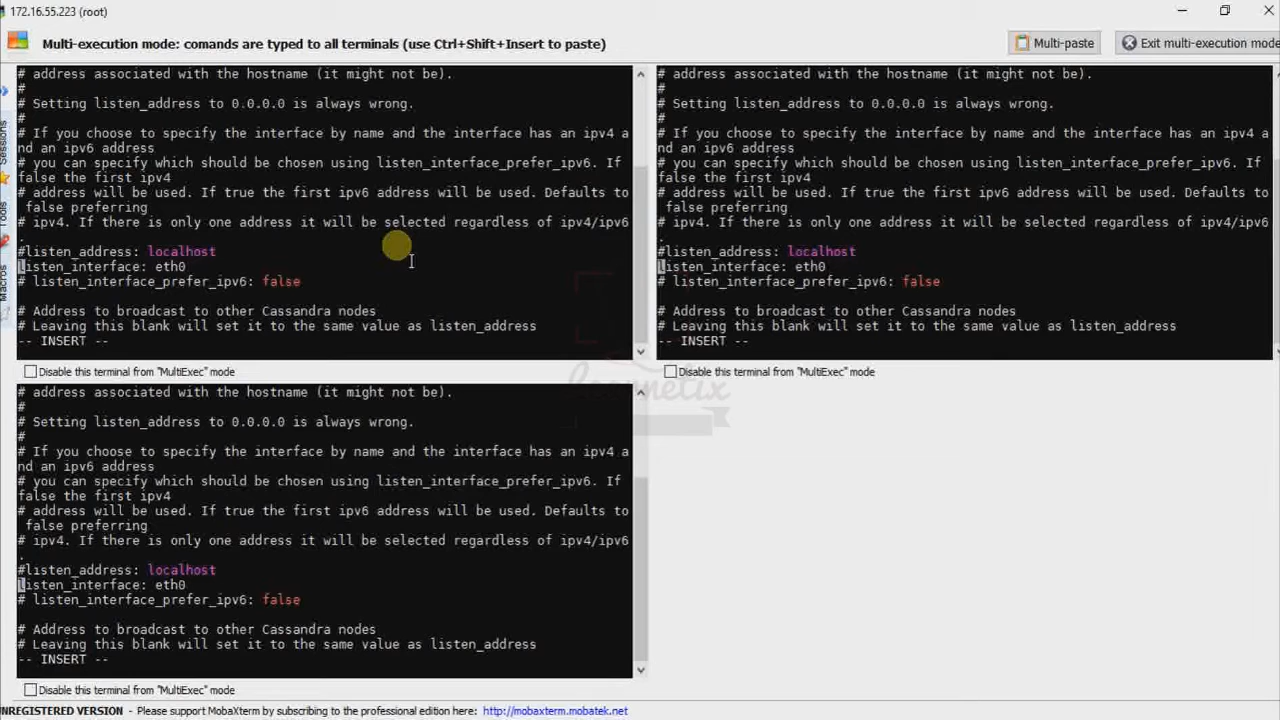 172.16.55.223 (root)
Multi-execution mode: comands are typed to all terminals (use Ctrl+Shift+Insert to paste)
Multi-paste
Exit multi-execution mode
Sessions
Tools
Macros
# address associated with the hostname (it might not be).
#
# Setting listen_address to 0.0.0.0 is always wrong.
#
# If you choose to specify the interface by name and the interface has an ipv4 a
nd an ipv6 address
# you can specify which should be chosen using listen_interface_prefer_ipv6. If
false the first ipv4
# address will be used. If true the first ipv6 address will be used. Defaults to
false preferring
# ipv4. If there is only one address it will be selected regardless of ipv4/ipv6
.
#listen_address: localhost
listen_interface: eth0
# listen_interface_prefer_ipv6: false
# Address to broadcast to other Cassandra nodes
# Leaving this blank will set it to the same value as listen_address
-- INSERT --
Disable this terminal from "MultiExec" mode
# address associated with the hostname (it might not be).
#
# Setting listen_address to 0.0.0.0 is always wrong.
#
# If you choose to specify the interface by name and the interface has an ipv4 a
nd an ipv6 address
# you can specify which should be chosen using listen_interface_prefer_ipv6. If
false the first ipv4
# address will be used. If true the first ipv6 address will be used. Defaults to
false preferring
# ipv4. If there is only one address it will be selected regardless of ipv4/ipv6
.
#listen_address: localhost
listen_interface: eth0
# listen_interface_prefer_ipv6: false
# Address to broadcast to other Cassandra nodes
# Leaving this blank will set it to the same value as listen_address
-- INSERT --
Disable this terminal from "MultiExec" mode
learnetix
# address associated with the hostname (it might not be).
#
# Setting listen_address to 0.0.0.0 is always wrong.
#
# If you choose to specify the interface by name and the interface has an ipv4 a
nd an ipv6 address
# you can specify which should be chosen using listen_interface_prefer_ipv6. If
false the first ipv4
# address will be used. If true the first ipv6 address will be used. Defaults to
false preferring
# ipv4. If there is only one address it will be selected regardless of ipv4/ipv6
.
#listen_address: localhost
listen_interface: eth0
# listen_interface_prefer_ipv6: false
# Address to broadcast to other Cassandra nodes
# Leaving this blank will set it to the same value as listen_address
-- INSERT --
Disable this terminal from "MultiExec" mode
NREGISTERED VERSION - Please support MobaXterm by subscribing to the professional edition here: http://mobaxterm.mobatek.net